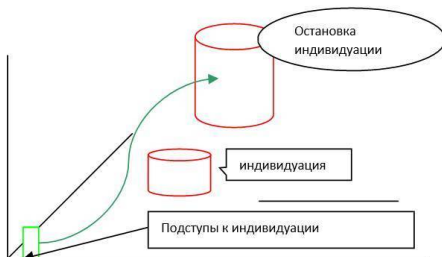 Остановка
индивидуации
индивидуация
Подступы к индивидуации